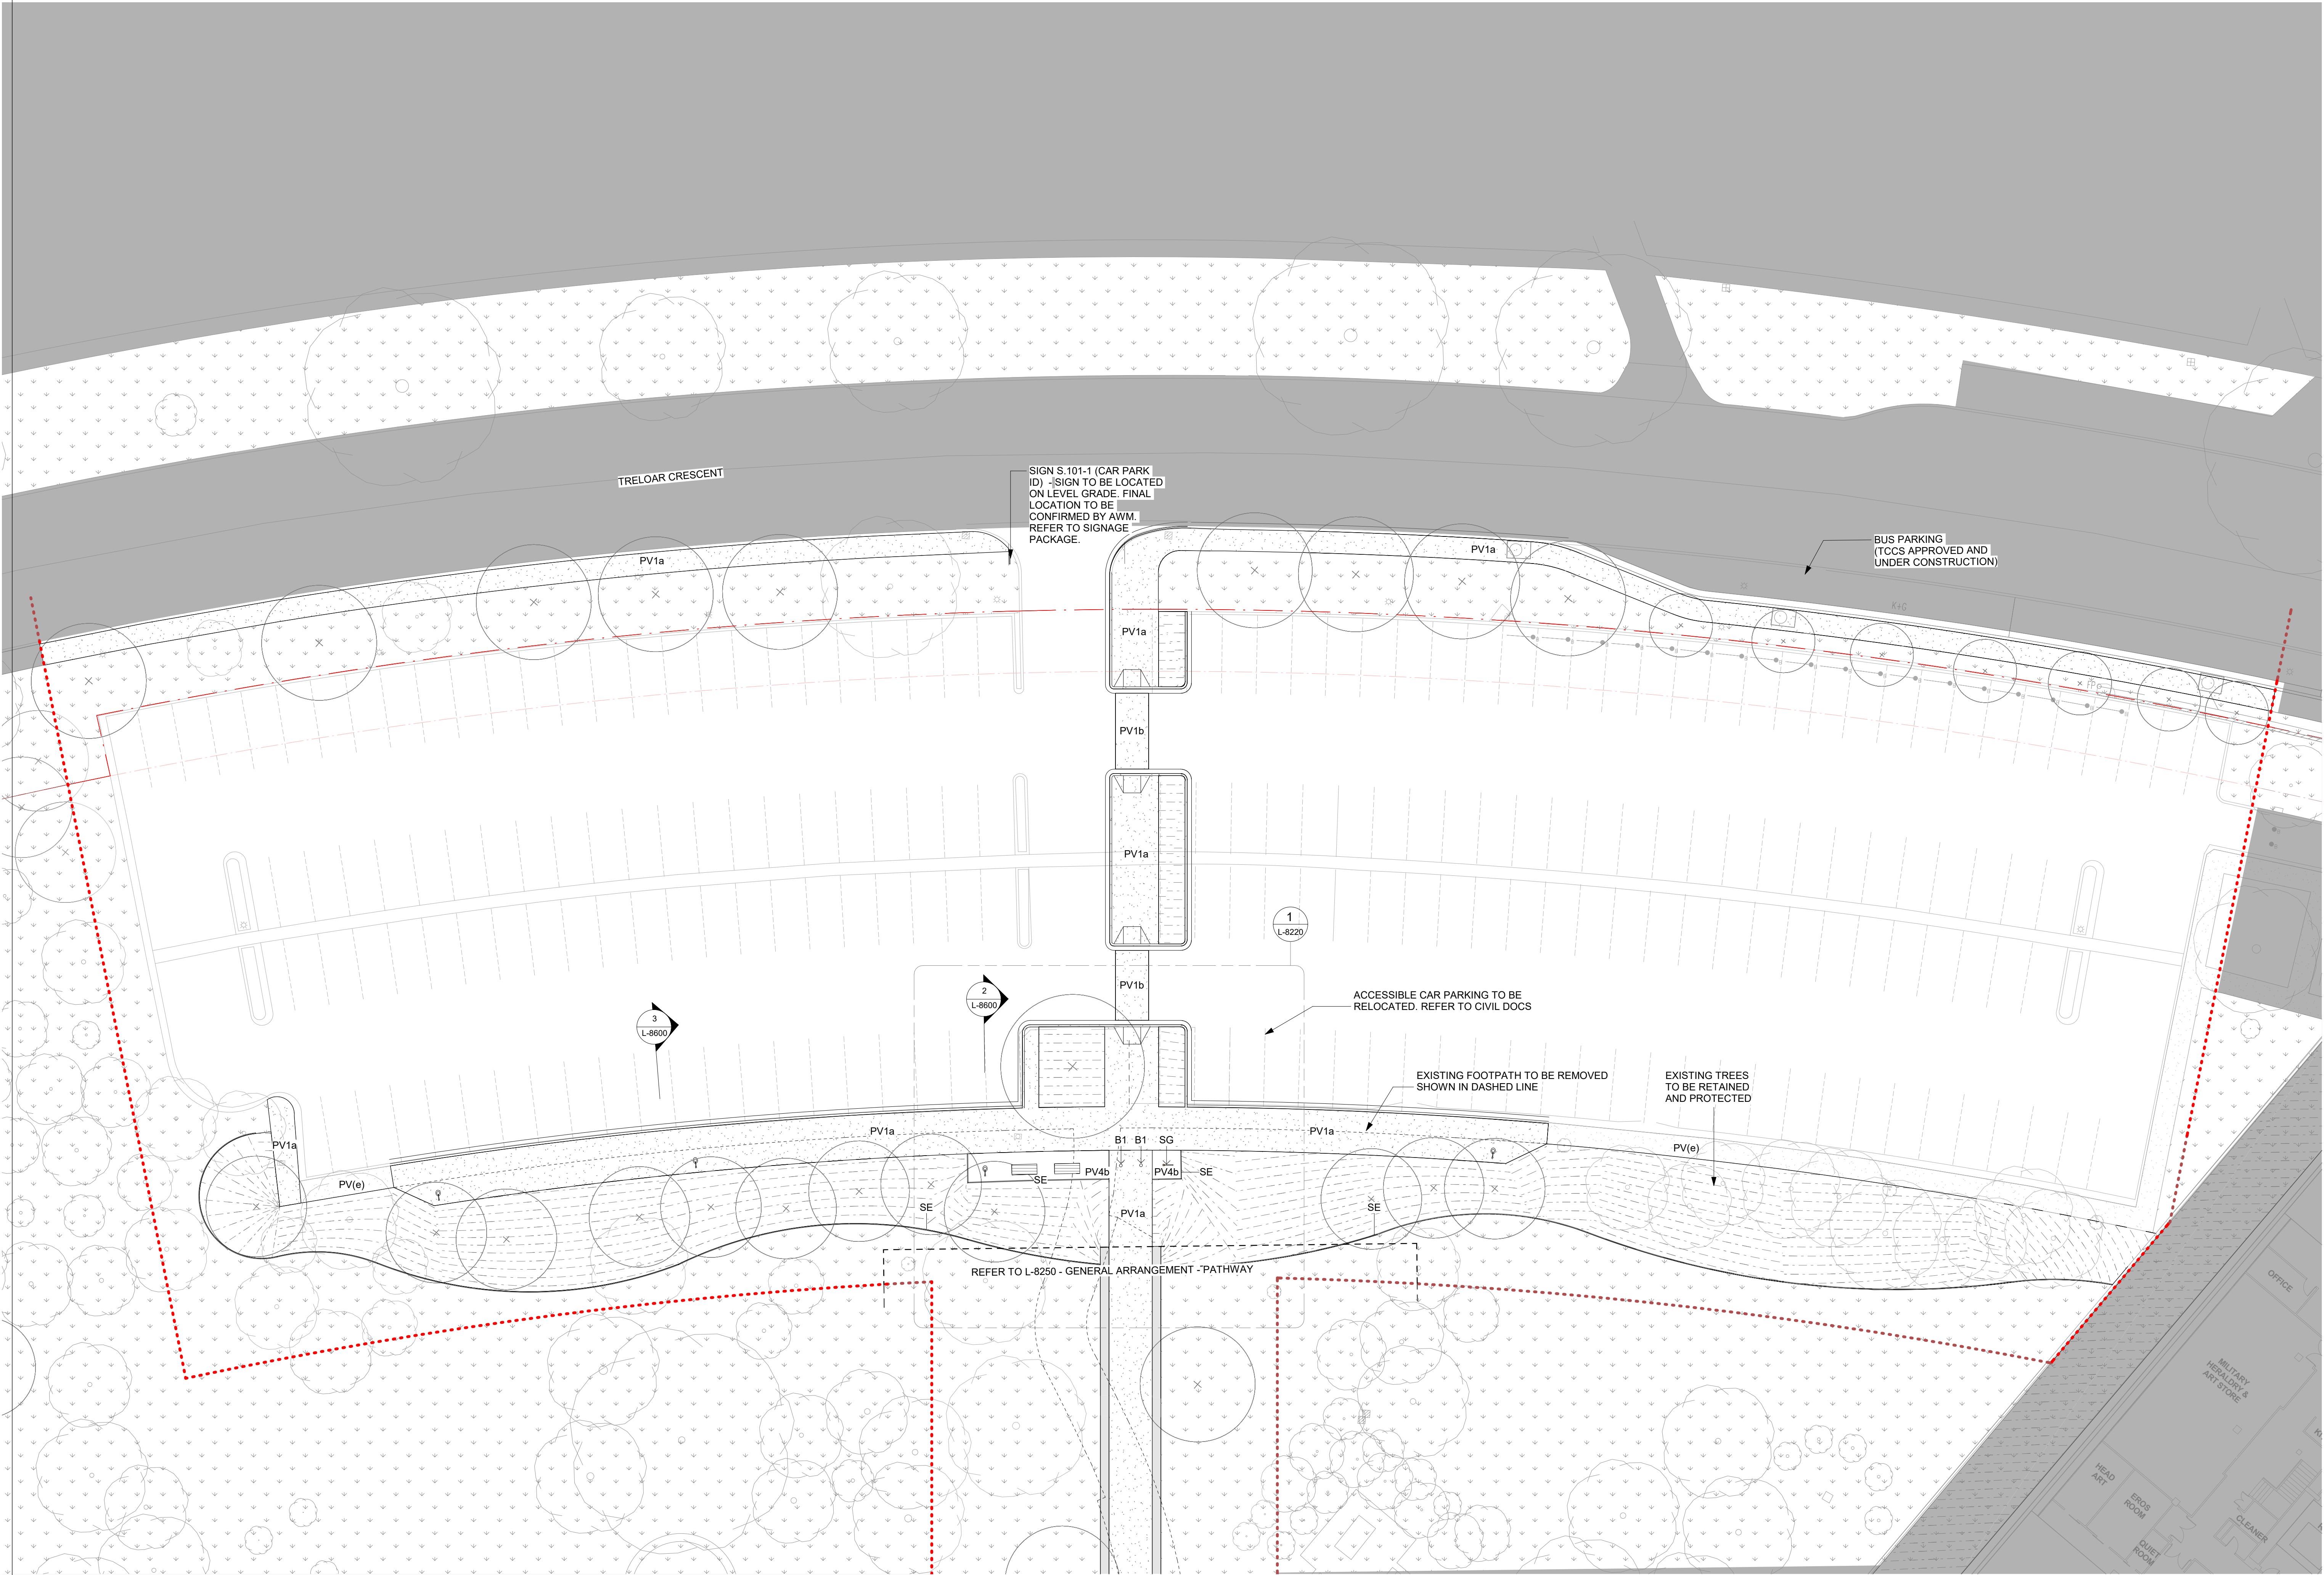 TRELOAR CRESCENT
SIGN S.101-1 (CAR PARK
ID) - SIGN TO BE LOCATED
ON LEVEL GRADE. FINAL
LOCATION TO BE
CONFIRMED BY AWM.
REFER TO SIGNAGE
PACKAGE.
PV1a
PV1a
BUS PARKING
(TCCS APPROVED AND
UNDER CONSTRUCTION)
K+G
PV1a
FPG
PV1b
PV1a
1
L-8220
PV1b
2
L-8600
3
L-8600
ACCESSIBLE CAR PARKING TO BE
RELOCATED. REFER TO CIVIL DOCS
EXISTING FOOTPATH TO BE REMOVED
SHOWN IN DASHED LINE
EXISTING TREES
TO BE RETAINED
AND PROTECTED
PV1a
PV1a
B1 B1 SG
PV1a
PV(e)
PV(e)
PV4b
PV4b
SE
SE
SE
PV1a
SE
REFER TO L-8250 - GENERAL ARRANGEMENT - PATHWAY
OFFICE
MILITARY
HERALDRY &
ART STORE
HEAD
ART
EROS
ROOM
CLEANER
QUIET
ROOM